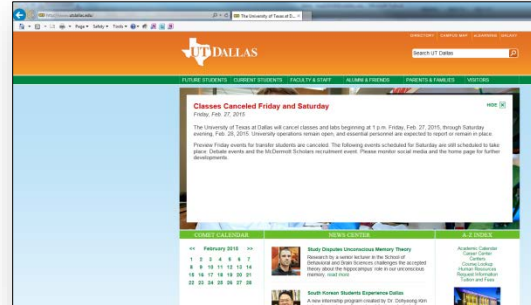 http://www.utdallas.edu/
The University of Texas at D...
Page Safety Tools
DIRECTORY CAMPUS MAP eLEARNING GALAXY
UT DALLAS
Search UT Dallas
FUTURE STUDENTS CURRENT STUDENTS FACULTY & STAFF ALUMNI & FRIENDS PARENTS & FAMILIES VISITORS
Classes Canceled Friday and Saturday
HIDE
Friday, Feb. 27, 2015
The University of Texas at Dallas will cancel classes and labs beginning at 1 p.m. Friday, Feb. 27, 2015, through Saturday
evening, Feb. 28, 2015. University operations remain open, and essential personnel are expected to report or remain in place.
Preview Friday events for transfer students are canceled. The following events scheduled for Saturday are still scheduled to take
place: Debate events and the McDermott Scholars recruitment event. Please monitor social media and the home page for further
developments.
COMET CALENDAR
<< February 2015 >>
1 2 3 4 5 6 7
8 9 10 11 12 13 14
15 16 17 18 19 20 21
22 23 24 25 26 27 28
NEWS CENTER
Study Disputes Unconscious Memory Theory
Research by a senior lecturer in the School of
Behavioral and Brain Sciences challenges the accepted
theory about the hippocampus' role in our unconscious
memory. read more
South Korean Students Experience Dallas
A new internship program created by Dr. Dohyeong Kim
A-Z INDEX
Academic Calendar
Career Center
Centers
Course Lookup
Human Resources
Request Information
Tuition and Fees